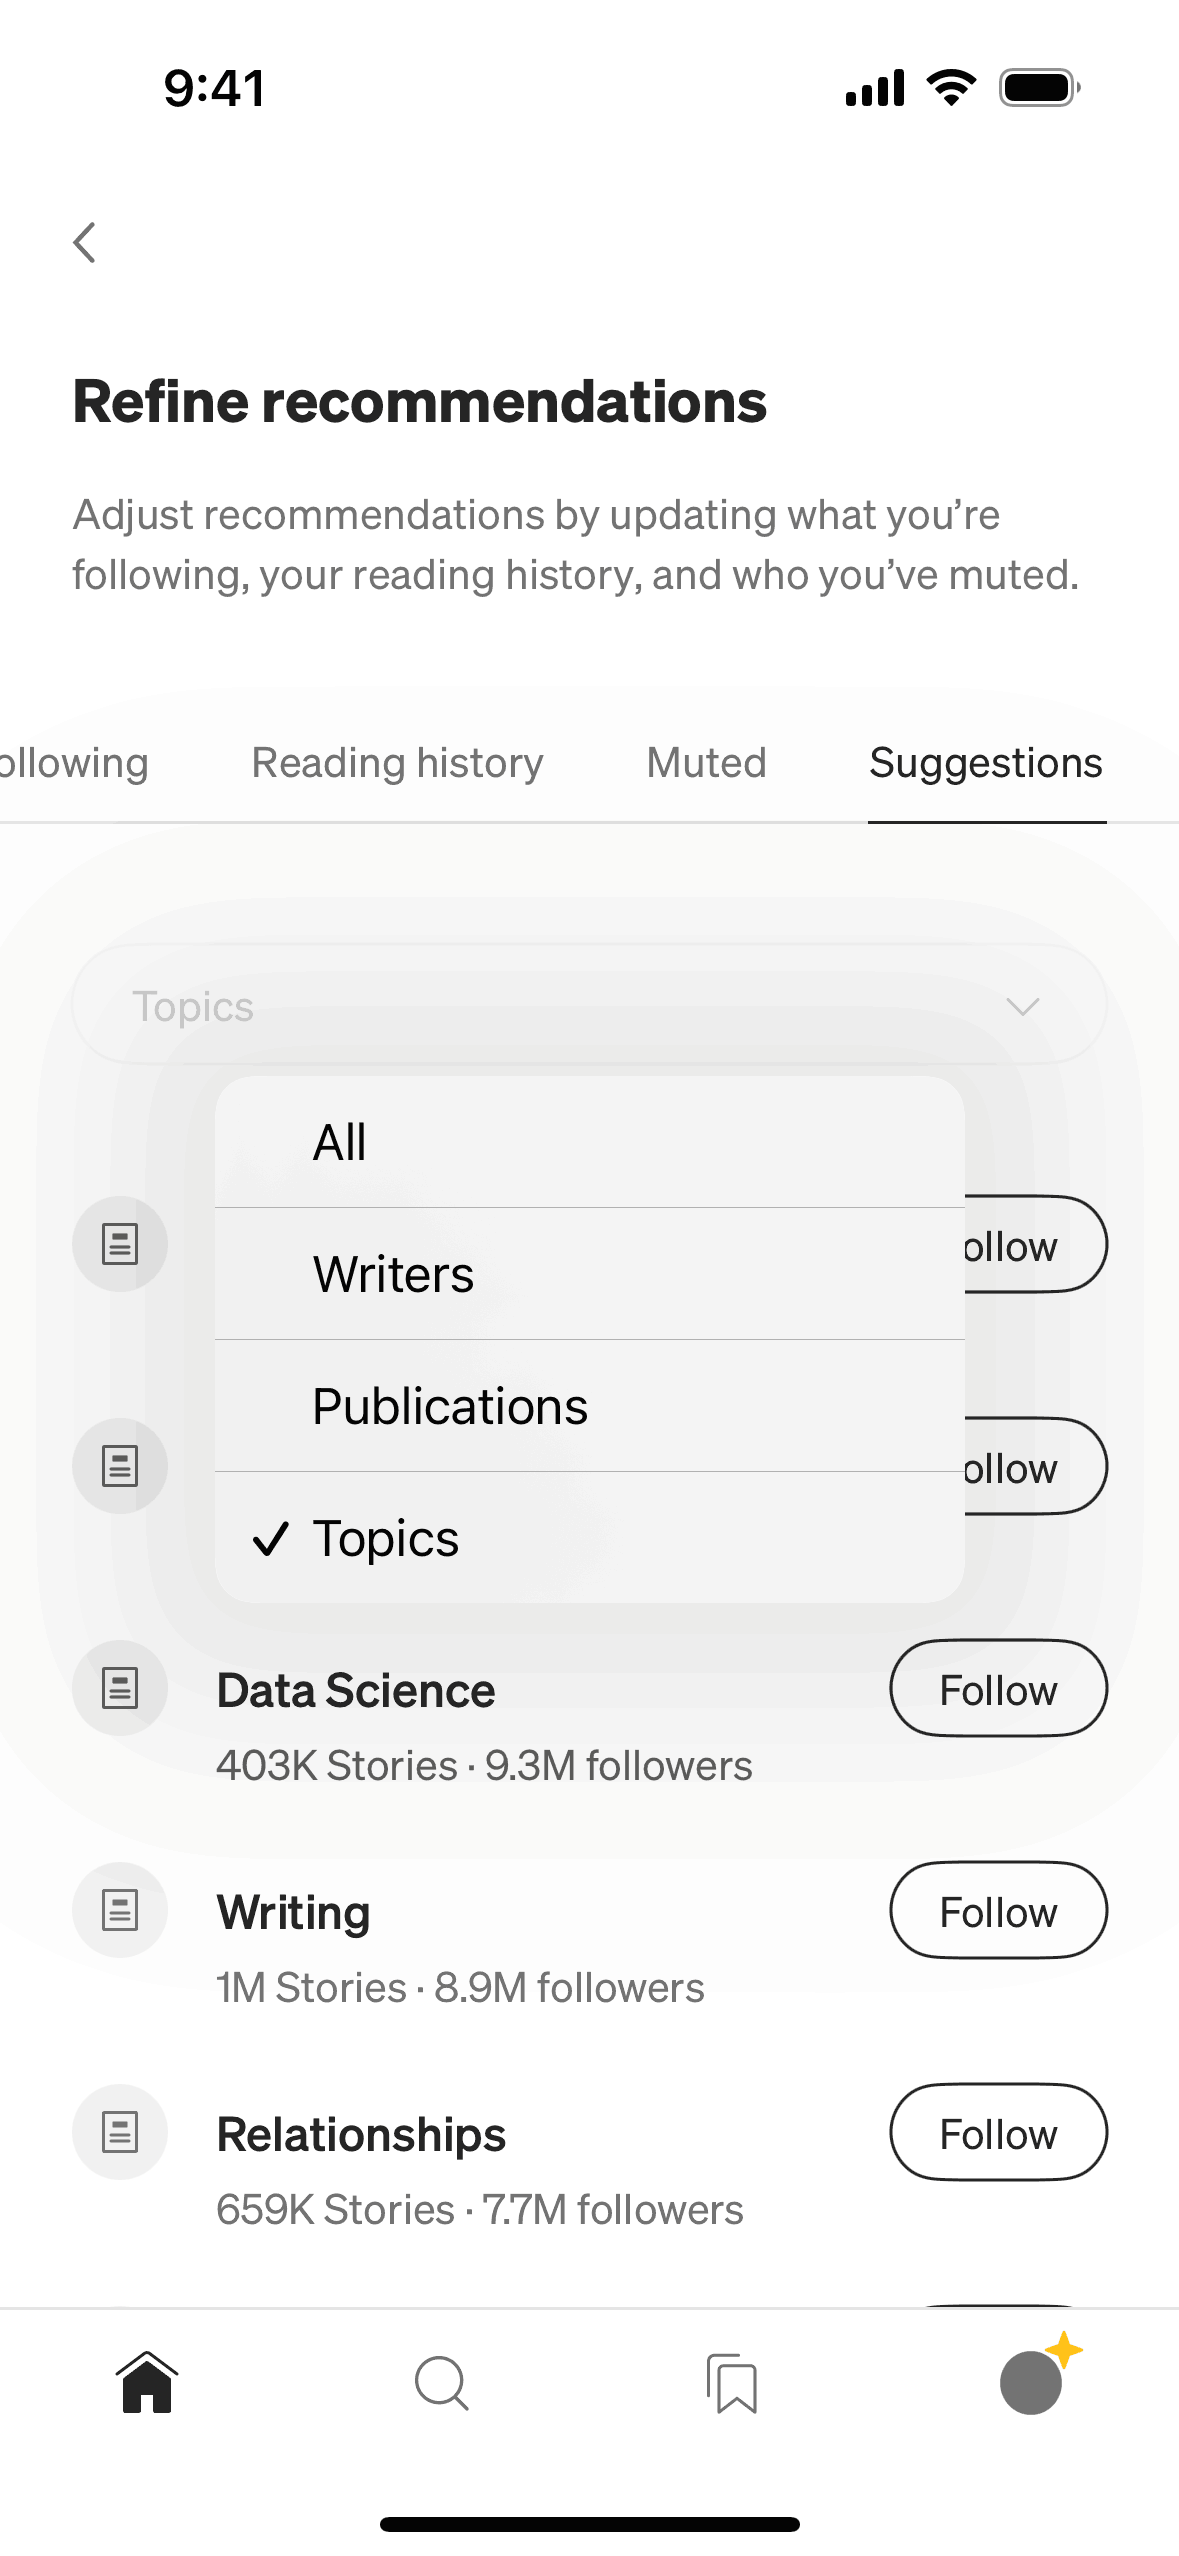 9:41
Refine recommendations
Adjust recommendations by updating what you’re
following, your reading history, and who you’ve muted.
ollowing Reading history Muted Suggestions
Topics
All
Writers
ollow
Publications
ollow
Topics
Data Science
Follow
403K Stories · 9.3M followers
Writing
Follow
1M Stories · 8.9M followers
Relationships
Follow
659K Stories · 7.7M followers